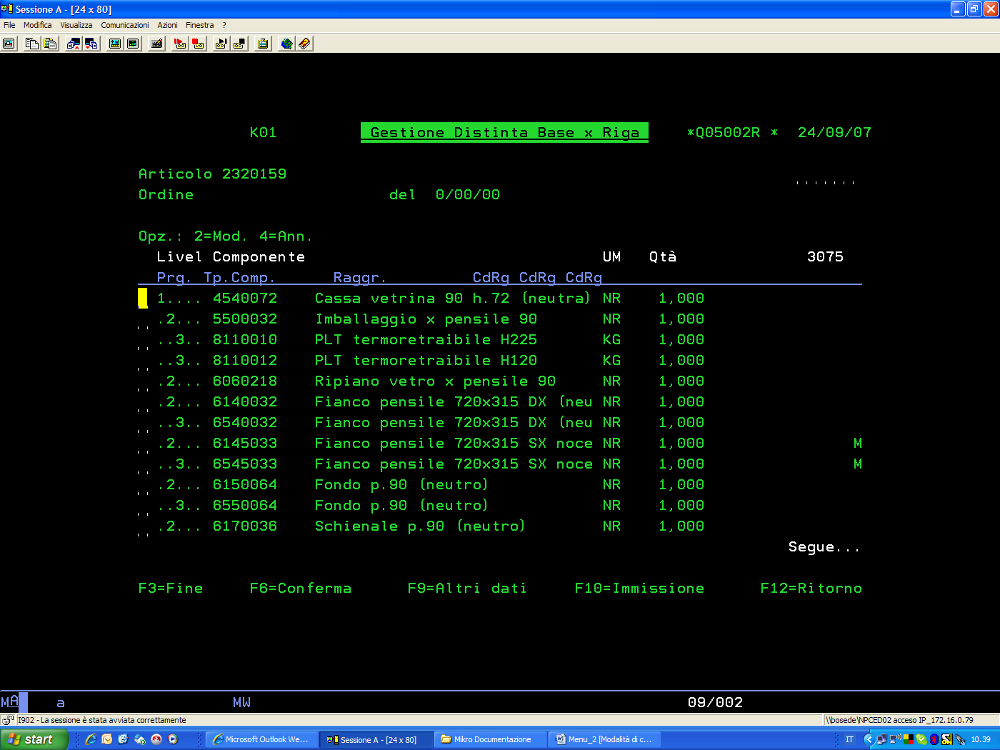 Sessione A - [24 x 80]
File Modifica Visualizza Comunicazioni Azioni Finestra ?
K01 Gestione Distinta Base x Riga *Q05002R * 24/09/07
Articolo 2320159
Ordine del 0/00/00
Opz.: 2=Mod. 4=Ann.
Livel Componente UM Qtà 3075
Prg. Tp.Comp. Raggr. CdRg CdRg CdRg
1.... 4540072 Cassa vetrina 90 h.72 (neutra) NR 1,000
.2... 5500032 Imballaggio x pensile 90 NR 1,000
..3.. 8110010 PLT termoretraibile H225 KG 1,000
..3.. 8110012 PLT termoretraibile H120 KG 1,000
.2... 6060218 Ripiano vetro x pensile 90 NR 1,000
.2... 6140032 Fianco pensile 720x315 DX (neu NR 1,000
..3.. 6540032 Fianco pensile 720x315 DX (neu NR 1,000
.2... 6145033 Fianco pensile 720x315 SX noce NR 1,000 M
..3.. 6545033 Fianco pensile 720x315 SX noce NR 1,000 M
.2... 6150064 Fondo p.90 (neutro) NR 1,000
..3.. 6550064 Fondo p.90 (neutro) NR 1,000
.2... 6170036 Schienale p.90 (neutro) NR 1,000
Segue...
F3=Fine F6=Conferma F9=Altri dati F10=Immissione F12=Ritorno
MA a MW 09/002
I902 - La sessione è stata avviata correttamente \\bosede\NPCED02 acceso IP_172.16.0.79
start Microsoft Outlook We... Sessione A - [24 x 80] Mikro Documentazione Menu_2 [Modalità di c... IT 10.39